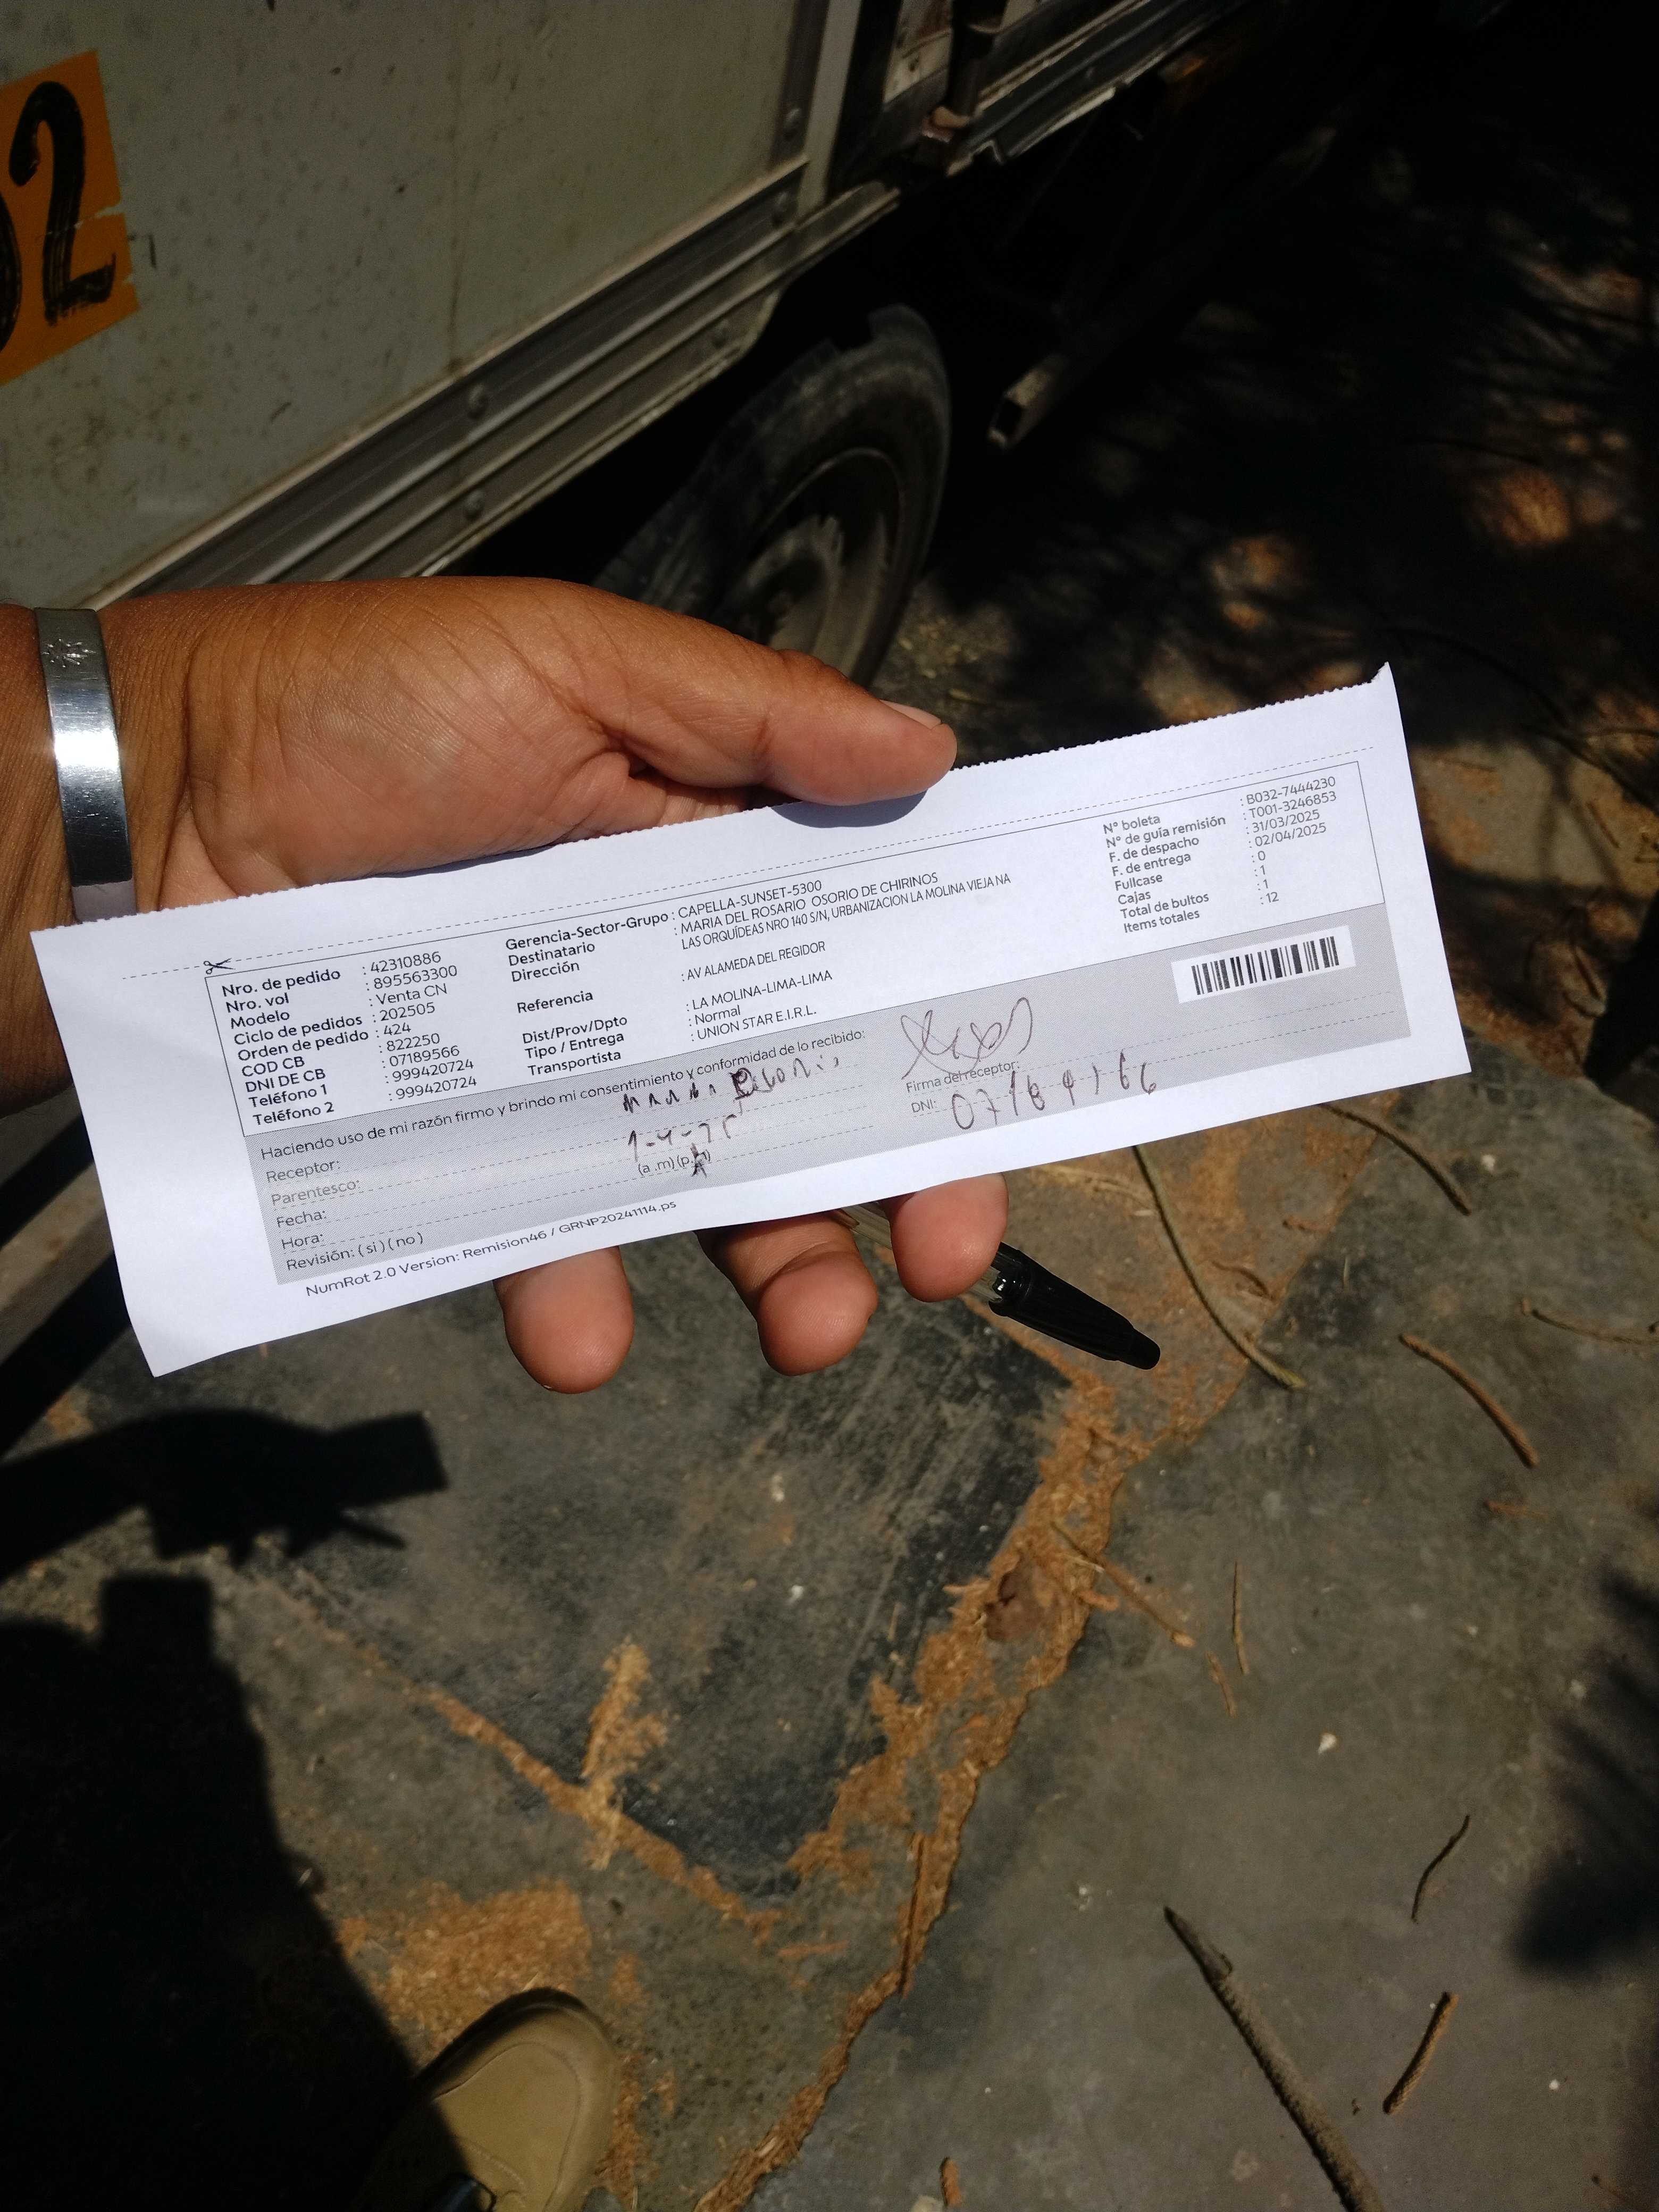 52
Nro. de pedido : 42310886
Nro. vol : 895563300
Modelo : Venta CN
Ciclo de pedidos : 202505
Orden de pedido : 424
COD CB : 822250
DNI DE CB : 07189566
Teléfono 1 : 999420724
Teléfono 2 : 999420724
Gerencia-Sector-Grupo : CAPELLA-SUNSET-5300
Destinatario : MARIA DEL ROSARIO OSORIO DE CHIRINOS
Dirección LAS ORQUÍDEAS NRO 140 S/N, URBANIZACION LA MOLINA VIEJA NA
Referencia : AV ALAMEDA DEL REGIDOR
Dist/Prov/Dpto : LA MOLINA-LIMA-LIMA
Tipo / Entrega : Normal
Transportista : UNION STAR E.I.R.L.
N° boleta : B032-7444230
N° de guía remisión : T001-3246853
F. de despacho : 31/03/2025
F. de entrega : 02/04/2025
Fullcase : 0
Cajas : 1
Total de bultos : 1
Items totales : 12
Haciendo uso de mi razón firmo y brindo mi consentimiento y conformidad de lo recibido:
Receptor:
Parentesco:
Fecha:
Hora: (a .m) (p.m)
Revisión: ( si ) ( no )
Firma del receptor:
DNI:
NumRot 2.0 Version: Remision46 / GRNP20241114.ps